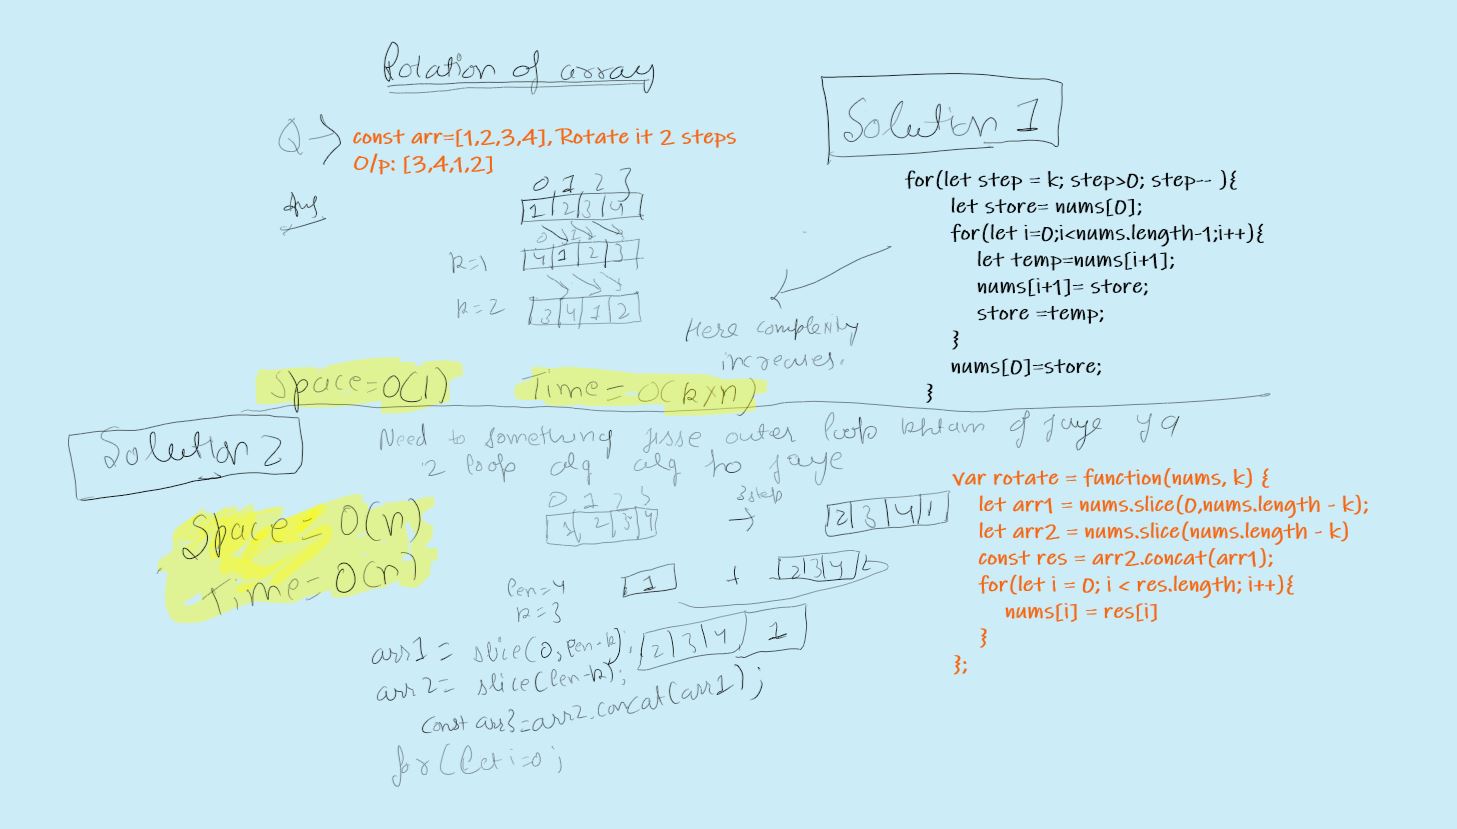 Rotation of array
Q → const arr=[1,2,3,4], Rotate it 2 steps
O/p: [3,4,1,2]
Ans
0, 1, 2 3
1 | 2 | 3 | 4
k=1
4 | 1 | 2 | 3
k=2
3 | 4 | 1 | 2
Space=O(1)
Time= O(k×n)
Solution 1
for(let step = k; step>0; step-- ){
let store= nums[0];
for(let i=0;i<nums.length-1;i++){
let temp=nums[i+1];
nums[i+1]= store;
store =temp;
}
nums[0]=store;
}
Here complexity
increases.
Solution 2
Need to something jisse outer loop khtam ho jaye ya
2 loop alg alg ho jaye
Space= O(n)
Time= O(n)
0 1 2 3
1 | 2 | 3 | 4
3step
→
2 | 3 | 4 | 1
len=4
k=3
1 + 2 | 3 | 4
2 | 3 | 4 | 1
arr1 = slice(0, len-k);
arr2= slice(len-k);
const arr3=arr2.concat(arr1);
for(let i=0;
var rotate = function(nums, k) {
let arr1 = nums.slice(0,nums.length - k);
let arr2 = nums.slice(nums.length - k)
const res = arr2.concat(arr1);
for(let i = 0; i < res.length; i++){
nums[i] = res[i]
}
};